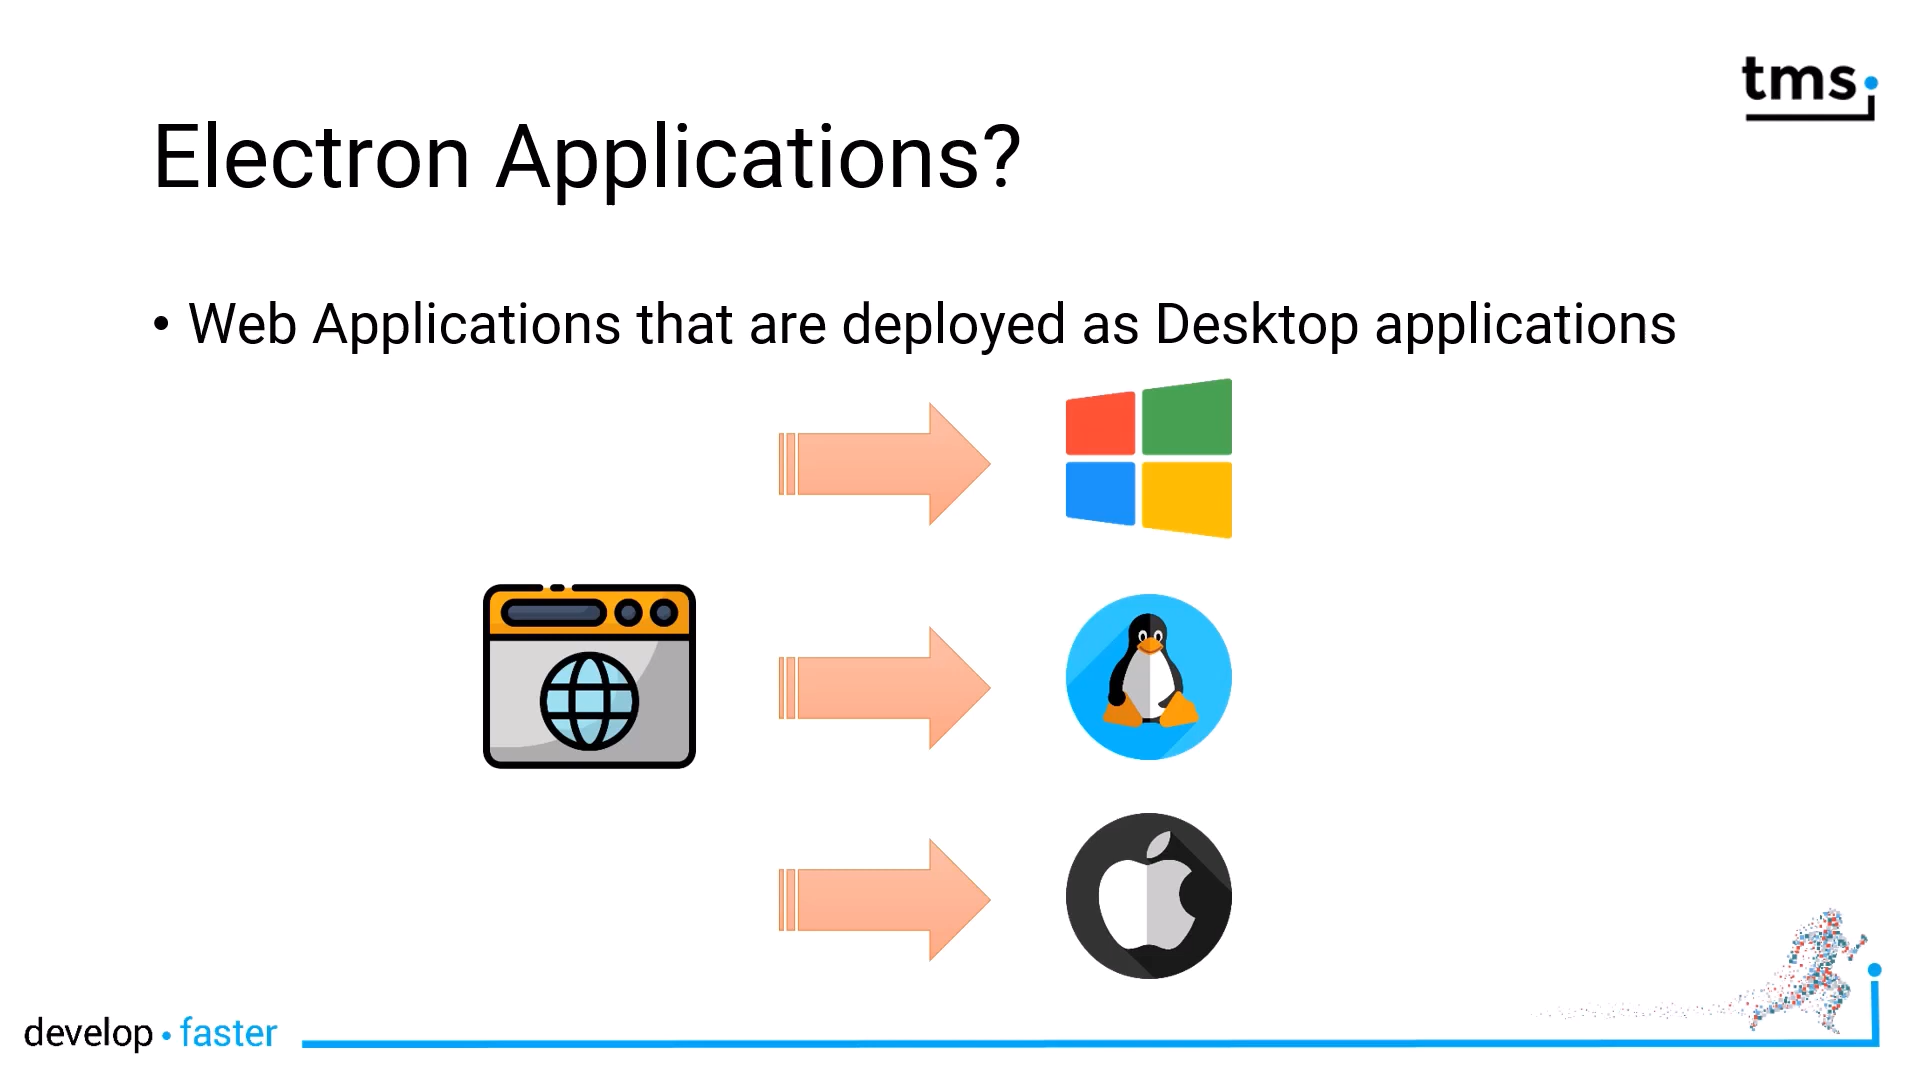 tms
Electron Applications?
• Web Applications that are deployed as Desktop applications
develop • faster